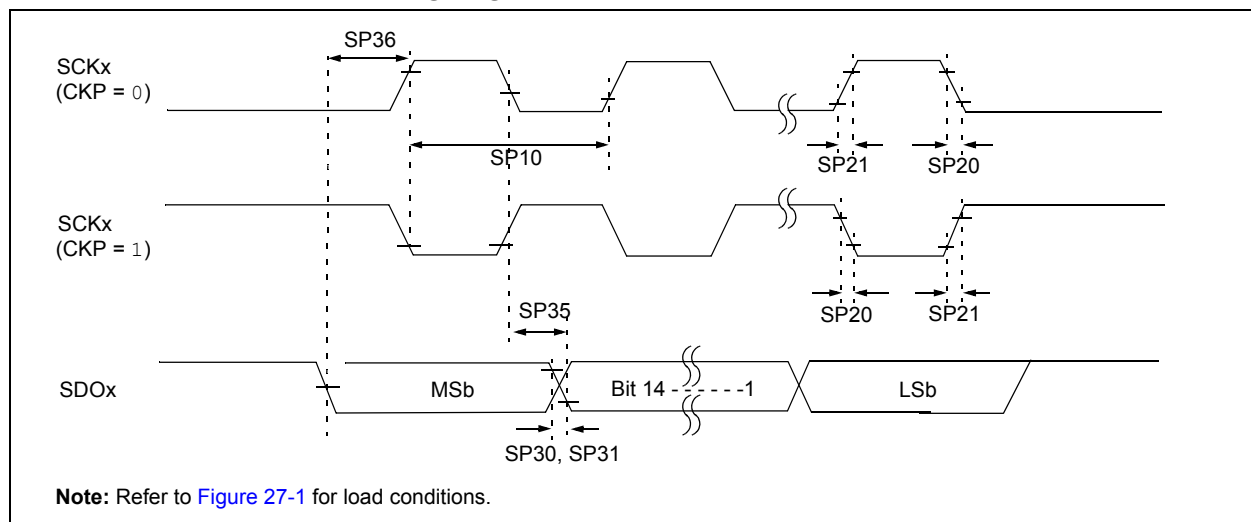 SP36
SCKx
(CKP = 0)
SP10
SP21
SP20
SCKx
(CKP = 1)
SP35
SP20
SP21
SDOx
MSb
Bit 14 - - - - - - -1
LSb
SP30, SP31
Note: Refer to Figure 27-1 for load conditions.